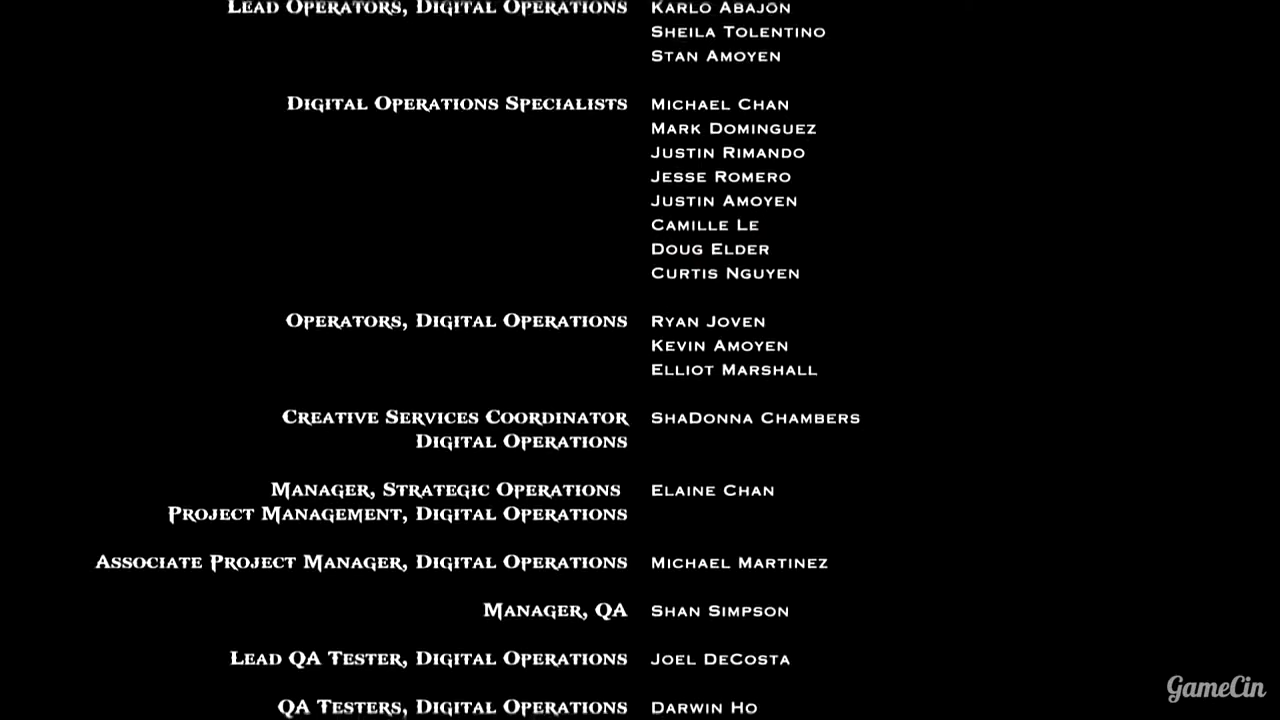 Lead Operators, Digital Operations Karlo Abajon
Sheila Tolentino
Stan Amoyen
Digital Operations Specialists Michael Chan
Mark Dominguez
Justin Rimando
Jesse Romero
Justin Amoyen
Camille Le
Doug Elder
Curtis Nguyen
Operators, Digital Operations Ryan Joven
Kevin Amoyen
Elliot Marshall
Creative Services Coordinator ShaDonna Chambers
Digital Operations
Manager, Strategic Operations Elaine Chan
Project Management, Digital Operations
Associate Project Manager, Digital Operations Michael Martinez
Manager, QA Shan Simpson
Lead QA Tester, Digital Operations Joel DeCosta
QA Testers, Digital Operations Darwin Ho
GameCin